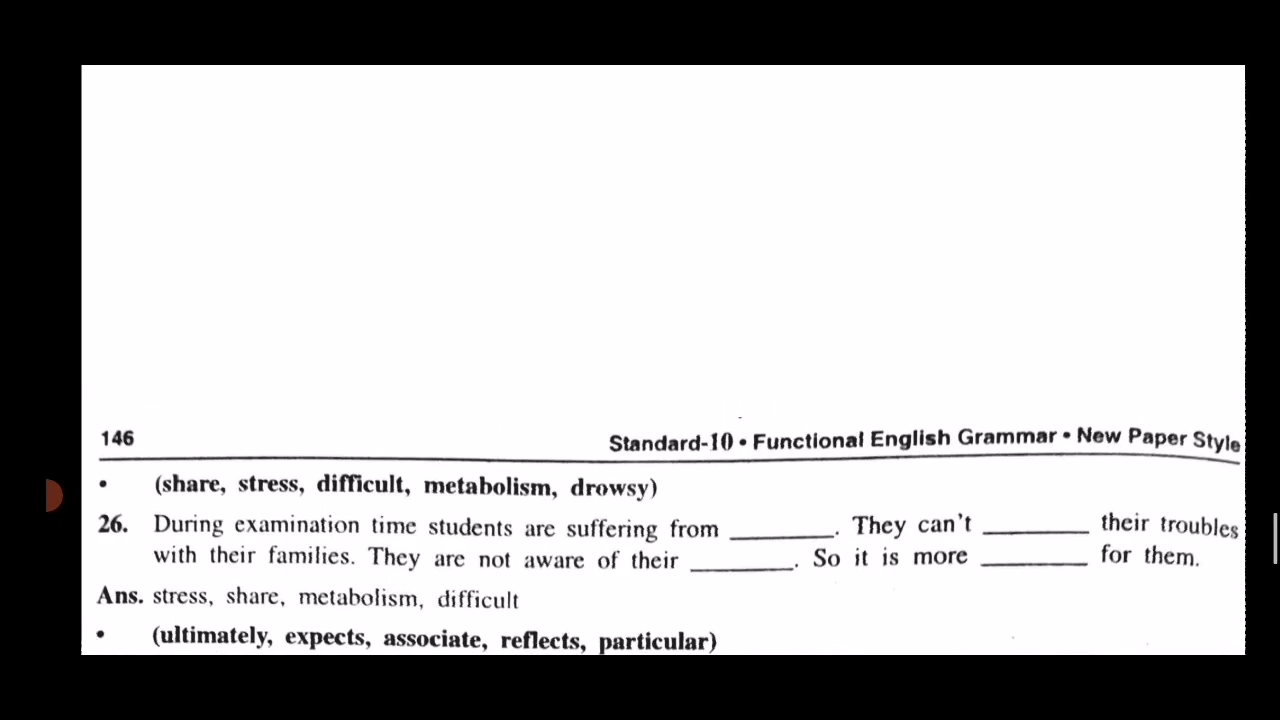 146 Standard-10 • Functional English Grammar • New Paper Style
• (share, stress, difficult, metabolism, drowsy)
26. During examination time students are suffering from ________. They can't ________ their troubles
with their families. They are not aware of their ________. So it is more ________ for them.
Ans. stress, share, metabolism, difficult
• (ultimately, expects, associate, reflects, particular)